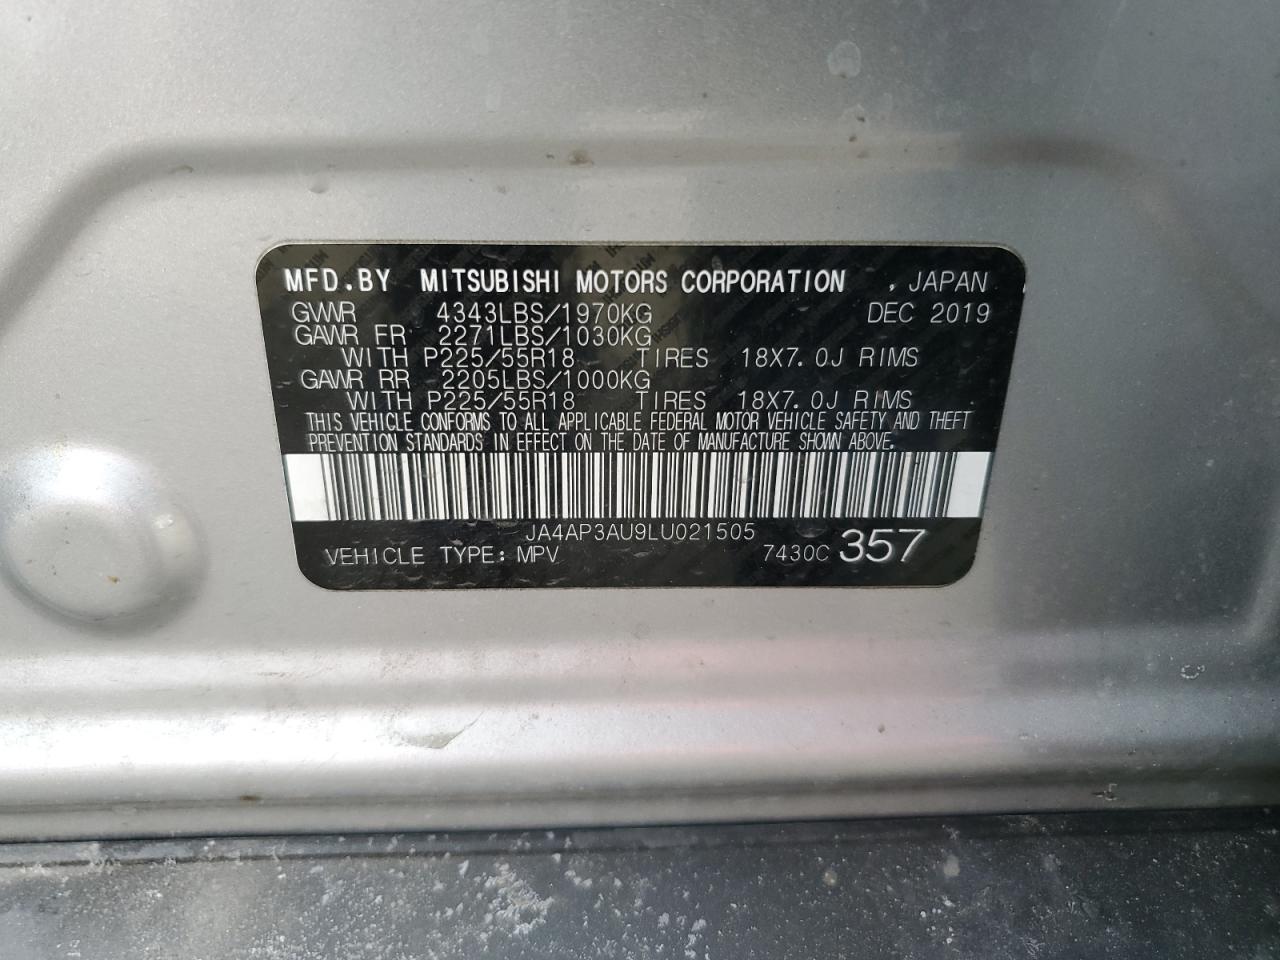 MFD.BY MITSUBISHI MOTORS CORPORATION , JAPAN
GVWR 4343LBS/1970KG DEC 2019
GAWR FR 2271LBS/1030KG
WITH P225/55R18 TIRES 18X7.0J RIMS
GAWR RR 2205LBS/1000KG
WITH P225/55R18 TIRES 18X7.0J RIMS
THIS VEHICLE CONFORMS TO ALL APPLICABLE FEDERAL MOTOR VEHICLE SAFETY AND THEFT
PREVENTION STANDARDS IN EFFECT ON THE DATE OF MANUFACTURE SHOWN ABOVE.
JA4AP3AU9LU021505
VEHICLE TYPE: MPV 7430C 357